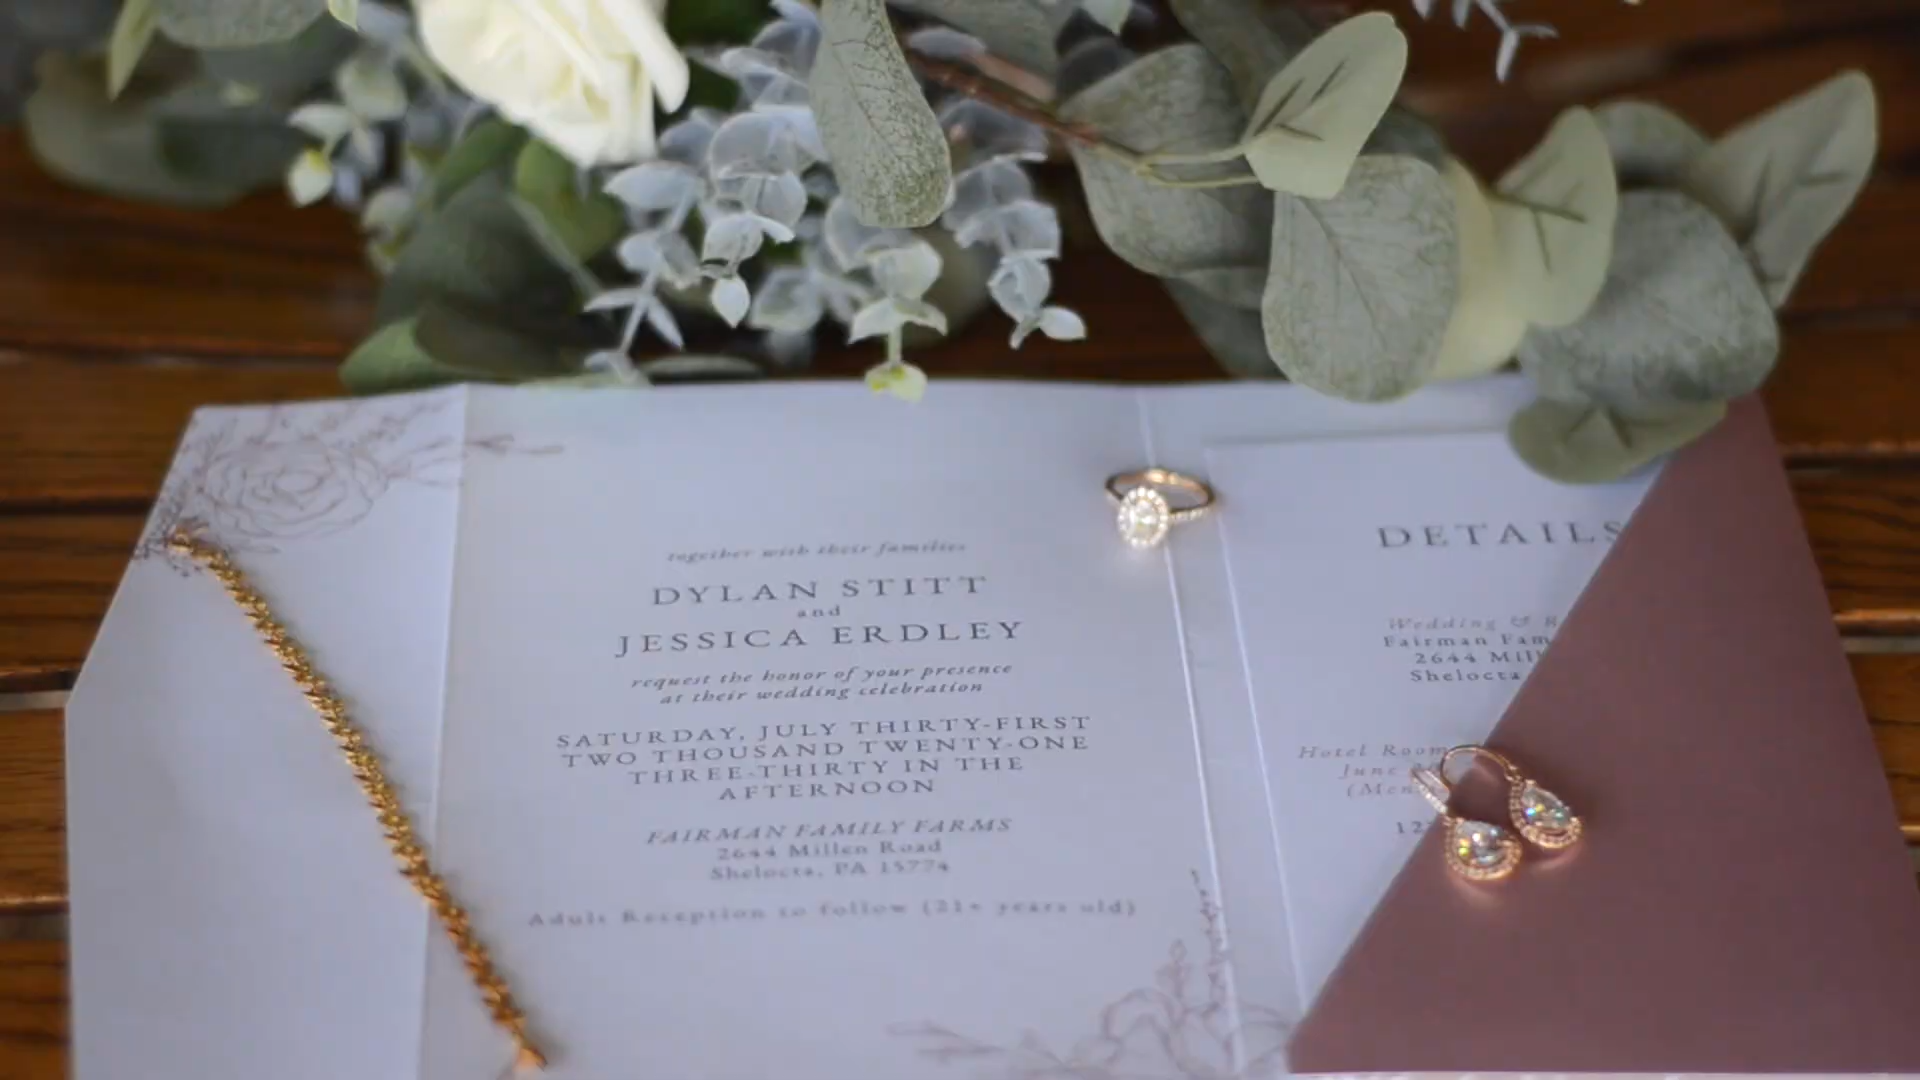 together with their families
DYLAN STITT
and
JESSICA ERDLEY
request the honor of your presence
at their wedding celebration
SATURDAY, JULY THIRTY-FIRST
TWO THOUSAND TWENTY-ONE
THREE-THIRTY IN THE
AFTERNOON
FAIRMAN FAMILY FARMS
2644 Millen Road
Shelocta, PA 15774
Adult Reception to follow (21+ years old)
DETAILS
Wedding &
Fairman Fam
2644 Mill
Shelocta
Hotel Room
June